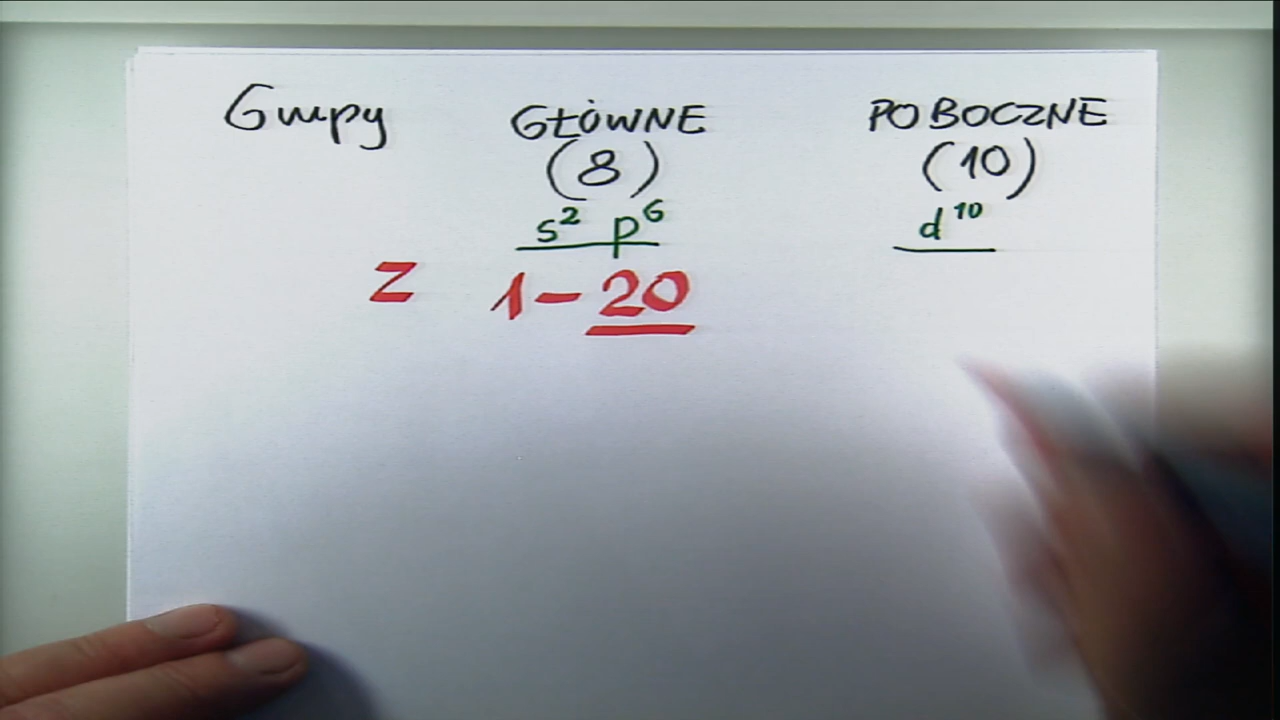 Grupy GŁÓWNE POBOCZNE
(8) (10)
s² p⁶ d¹⁰
Z 1-20